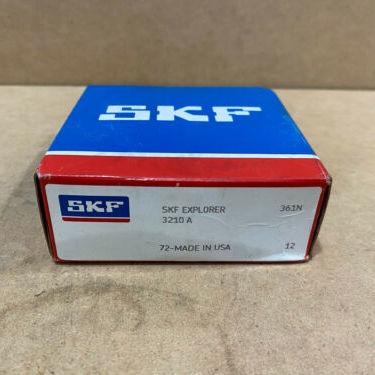 SKF
SKF
SKF EXPLORER 361N
3210 A
72-MADE IN USA 12